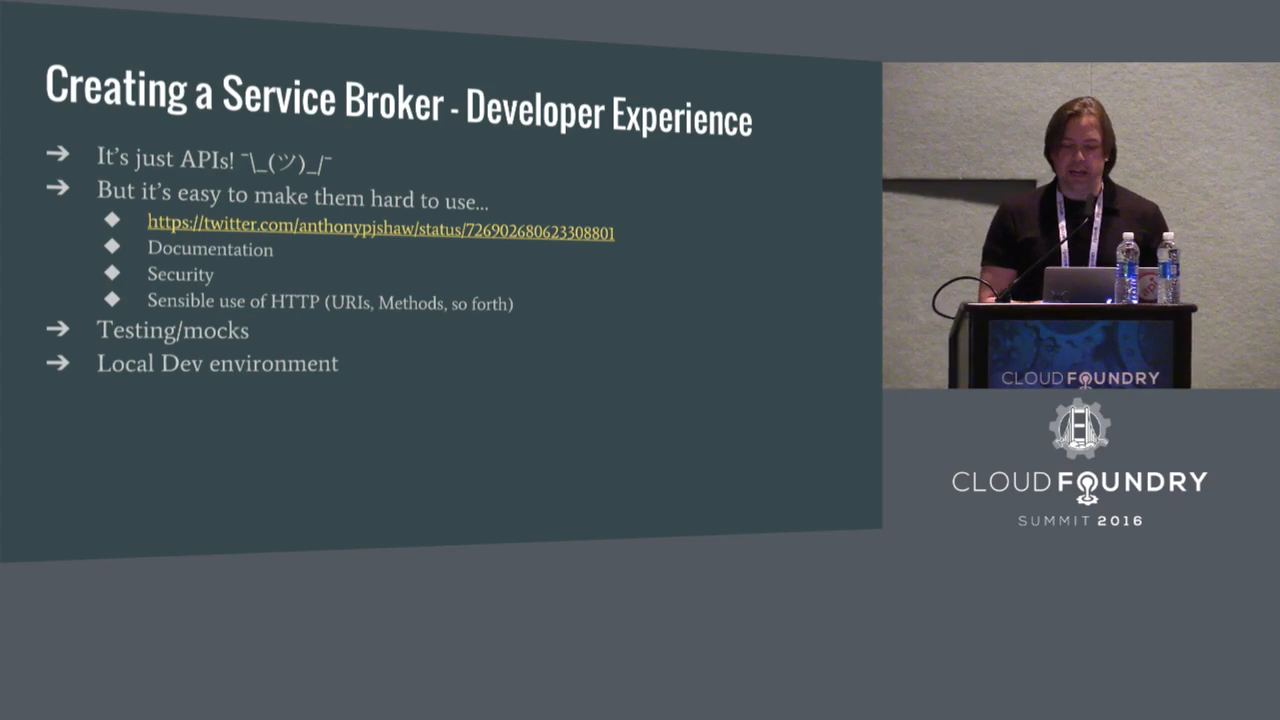 Creating a Service Broker - Developer Experience
➔ It's just APIs! ¯\_(ツ)_/¯
➔ But it's easy to make them hard to use...
◆ https://twitter.com/anthonypjshaw/status/726902680623308801
◆ Documentation
◆ Security
◆ Sensible use of HTTP (URIs, Methods, so forth)
➔ Testing/mocks
➔ Local Dev environment
CLOUD FOUNDRY
CLOUD FOUNDRY
SUMMIT 2016